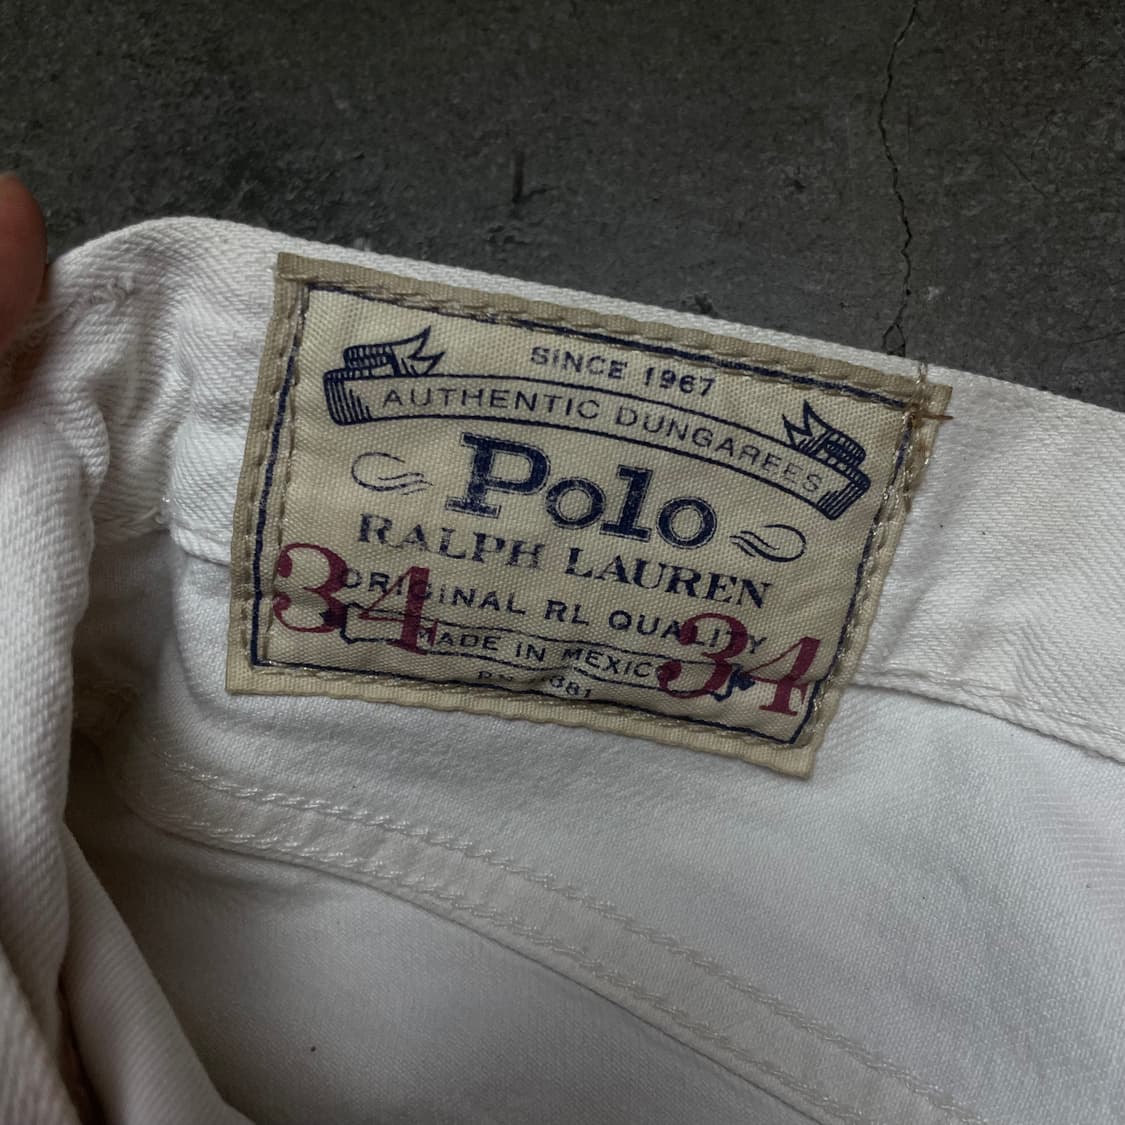 SINCE 1967
AUTHENTIC DUNGAREES
Polo
RALPH LAUREN
ORIGINAL RL QUALITY
34 34
MADE IN MEXICO